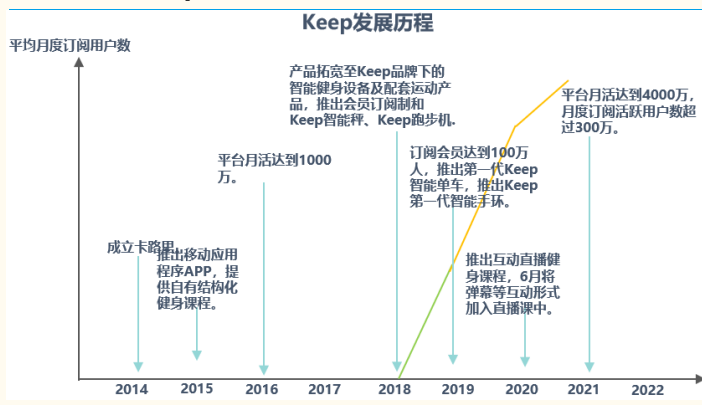 Keep发展历程
平均月度订阅用户数
产品拓宽至Keep品牌下的
智能健身设备及配套运动产
品，推出会员订阅制和
Keep智能秤、Keep跑步机.
平台月活达到4000万，
月度订阅活跃用户数超
过300万。
订阅会员达到100万
人，推出第一代Keep
智能单车，推出Keep
第一代智能手环。
平台月活达到1000
万。
成立卡路里
推出移动应用
程序APP，提
供自有结构化
健身课程。
推出互动直播健
身课程，6月将
弹幕等互动形式
加入直播课中。
2014 2015 2016 2017 2018 2019 2020 2021 2022